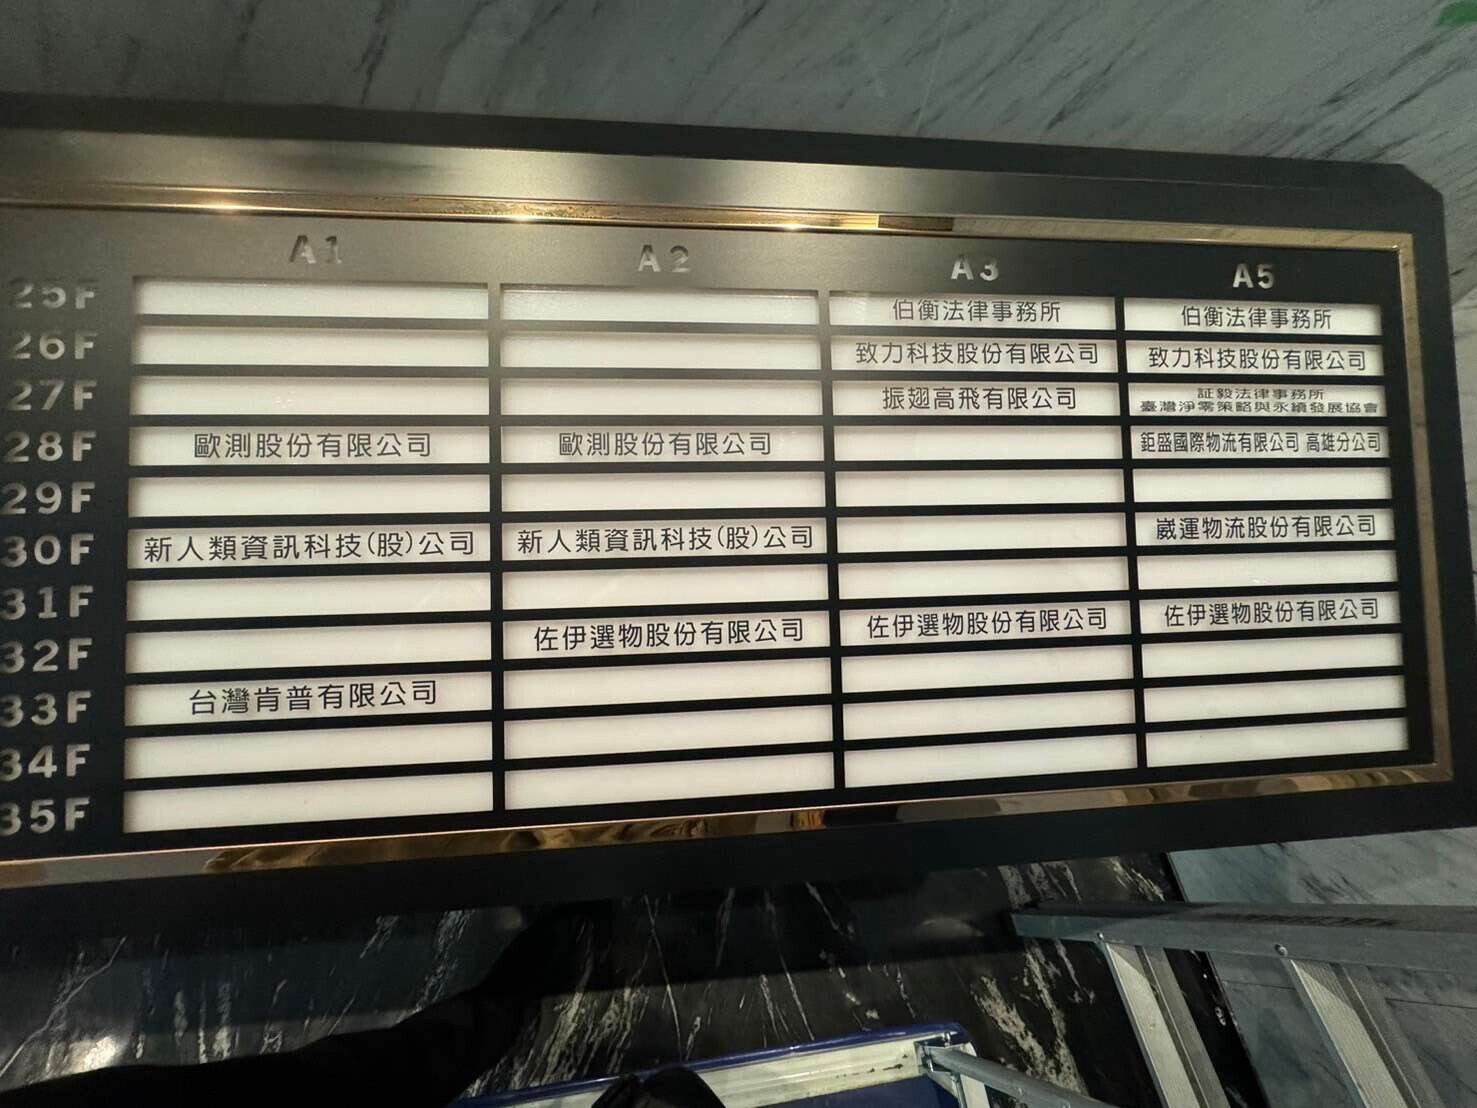 A1 A2 A3 A5
25F 伯衡法律事務所 伯衡法律事務所
26F 致力科技股份有限公司 致力科技股份有限公司
27F 振翅高飛有限公司 証毅法律事務所
臺灣淨零策略與永續發展協會
28F 歐測股份有限公司 歐測股份有限公司 鉅盛國際物流有限公司 高雄分公司
29F
30F 新人類資訊科技(股)公司 新人類資訊科技(股)公司 崴運物流股份有限公司
31F
32F 佐伊選物股份有限公司 佐伊選物股份有限公司 佐伊選物股份有限公司
33F 台灣肯普有限公司
34F
35F